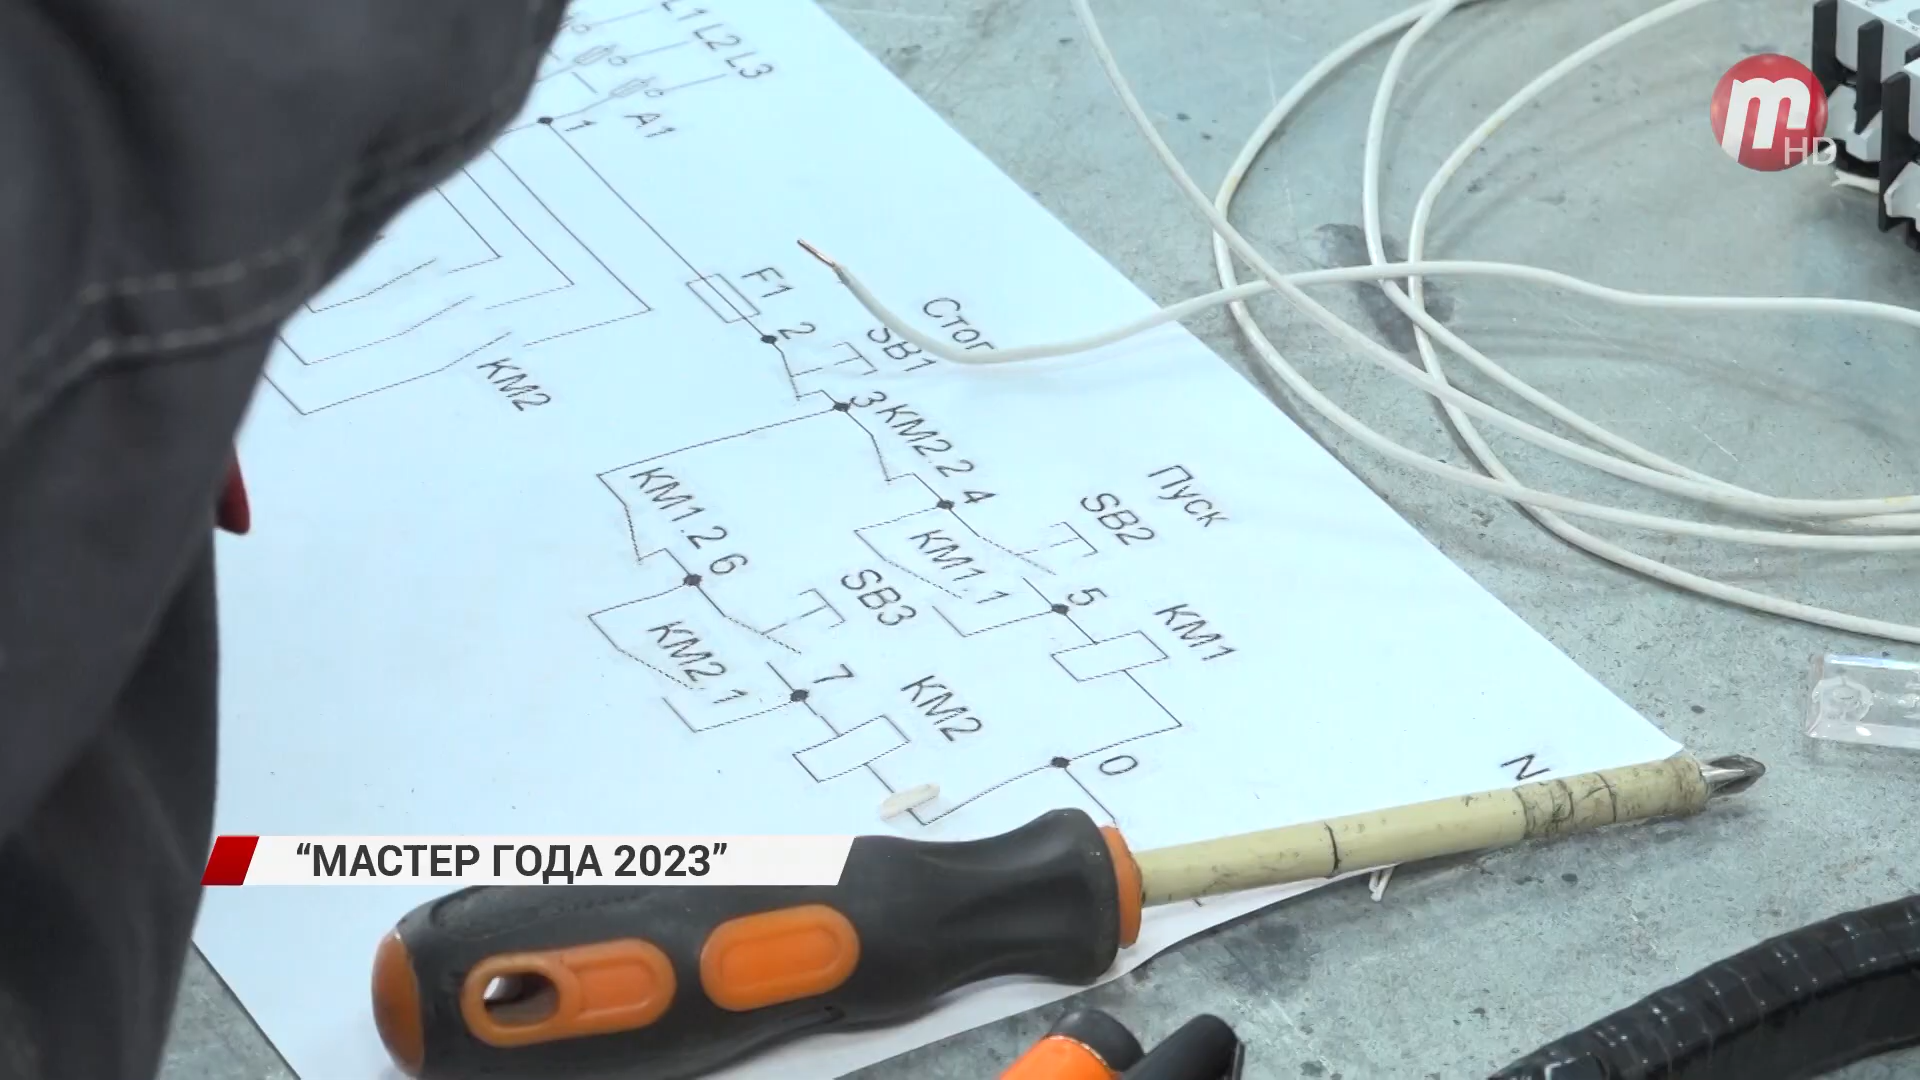 L1 L2 L3
A1
1
F1
2
Стоп
SB1
3
KM2
KM2.2
4
Пуск
SB2
KM1.2
6
KM1.1
5
SB3
KM1
KM2.1
7
KM2
0
N
m HD
“МАСТЕР ГОДА 2023”